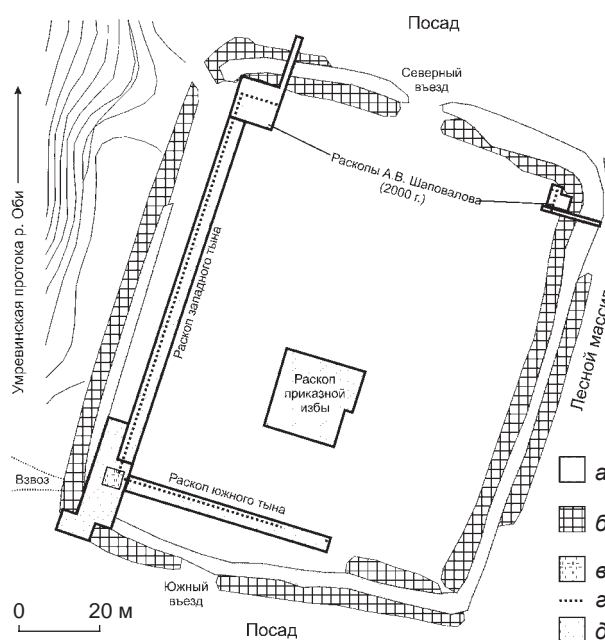 Посад
Северный
въезд
Раскопы А.В. Шаповалова
(2000 г.)
Умревинская протока р. Оби
Раскоп западного тына
Лесной массив
Раскоп
приказной
избы
а
Взвоз
Раскоп южного тына
б
в
Южный
въезд
г
0 20 м
Посад
д